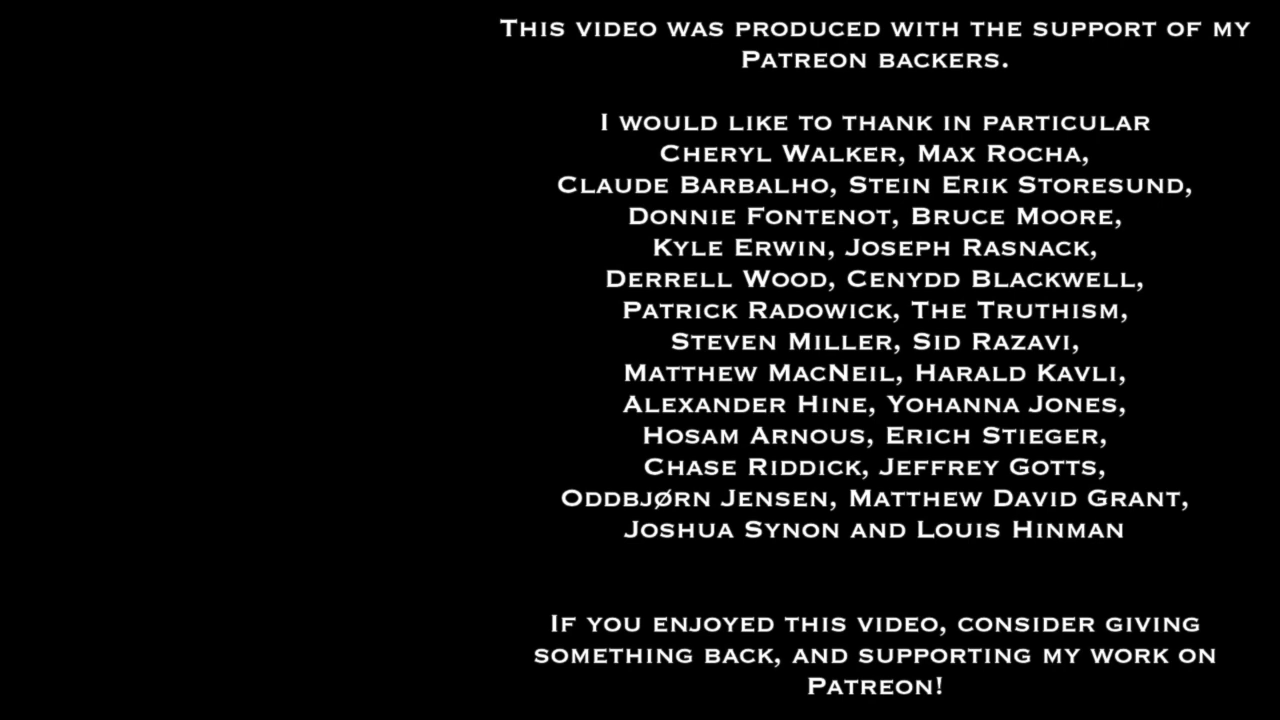 This video was produced with the support of my
Patreon backers.
I would like to thank in particular
Cheryl Walker, Max Rocha,
Claude Barbalho, Stein Erik Storesund,
Donnie Fontenot, Bruce Moore,
Kyle Erwin, Joseph Rasnack,
Derrell Wood, Cenydd Blackwell,
Patrick Radowick, The Truthism,
Steven Miller, Sid Razavi,
Matthew MacNeil, Harald Kavli,
Alexander Hine, Yohanna Jones,
Hosam Arnous, Erich Stieger,
Chase Riddick, Jeffrey Gotts,
Oddbjørn Jensen, Matthew David Grant,
Joshua Synon and Louis Hinman
If you enjoyed this video, consider giving
something back, and supporting my work on
Patreon!